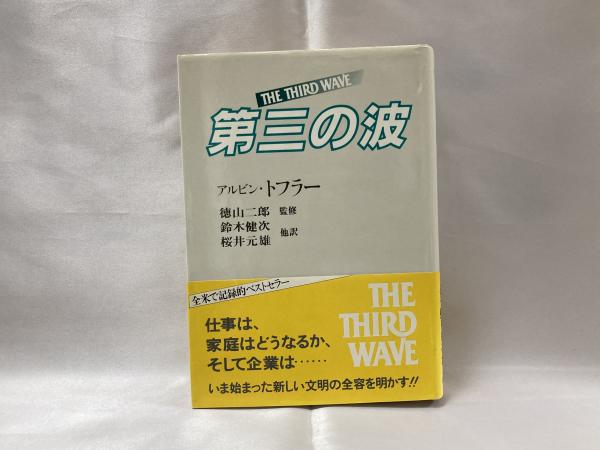 THE THIRD WAVE
第三の波
アルビン・トフラー
徳山二郎 監修
鈴木健次
桜井元雄 他訳
全米で記録的ベストセラー
仕事は、
家庭はどうなるか、
そして企業は……
いま始まった新しい文明の全容を明かす!!
THE
THIRD
WAVE